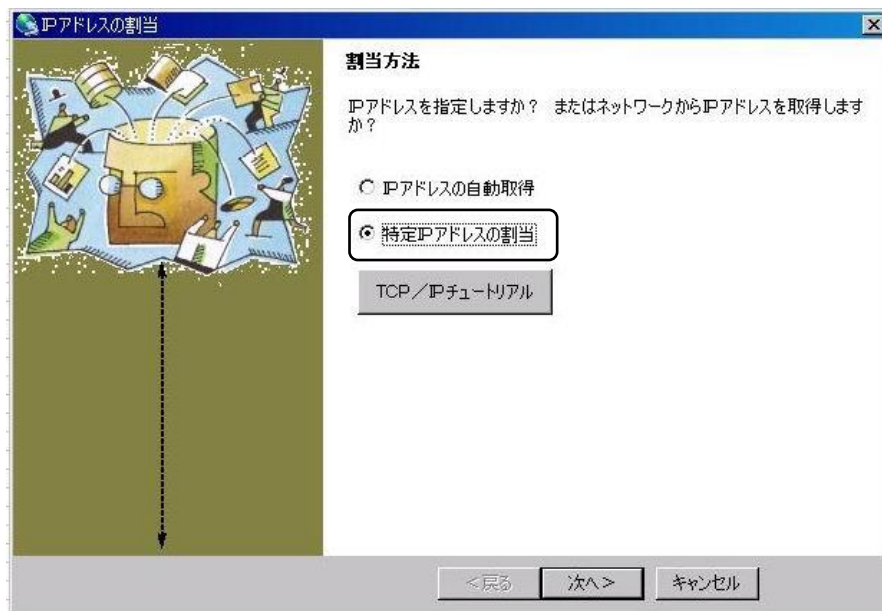 IPアドレスの割当
割当方法
IPアドレスを指定しますか？ またはネットワークからIPアドレスを取得します
か？
IPアドレスの自動取得
特定IPアドレスの割当
TCP／IPチュートリアル
＜戻る
次へ＞
キャンセル